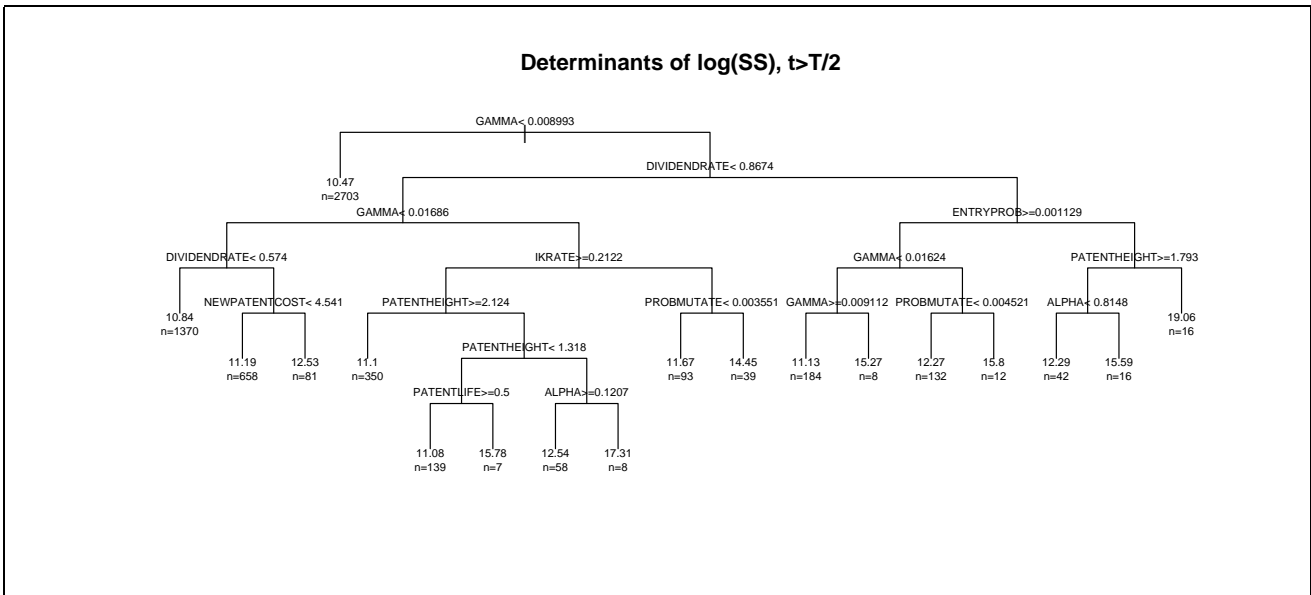 Determinants of log(SS), t>T/2
GAMMA< 0.008993
DIVIDENDRATE< 0.8674
10.47
n=2703
GAMMA< 0.01686
ENTRYPROB>=0.001129
DIVIDENDRATE< 0.574
IKRATE>=0.2122
GAMMA< 0.01624
PATENTHEIGHT>=1.793
10.84
n=1370
NEWPATENTCOST< 4.541
PATENTHEIGHT>=2.124
PROBMUTATE< 0.003551
GAMMA>=0.009112
PROBMUTATE< 0.004521
ALPHA< 0.8148
19.06
n=16
11.19
n=658
12.53
n=81
11.1
n=350
PATENTHEIGHT< 1.318
11.67
n=93
14.45
n=39
11.13
n=184
15.27
n=8
12.27
n=132
15.8
n=12
12.29
n=42
15.59
n=16
PATENTLIFE>=0.5
ALPHA>=0.1207
11.08
n=139
15.78
n=7
12.54
n=58
17.31
n=8